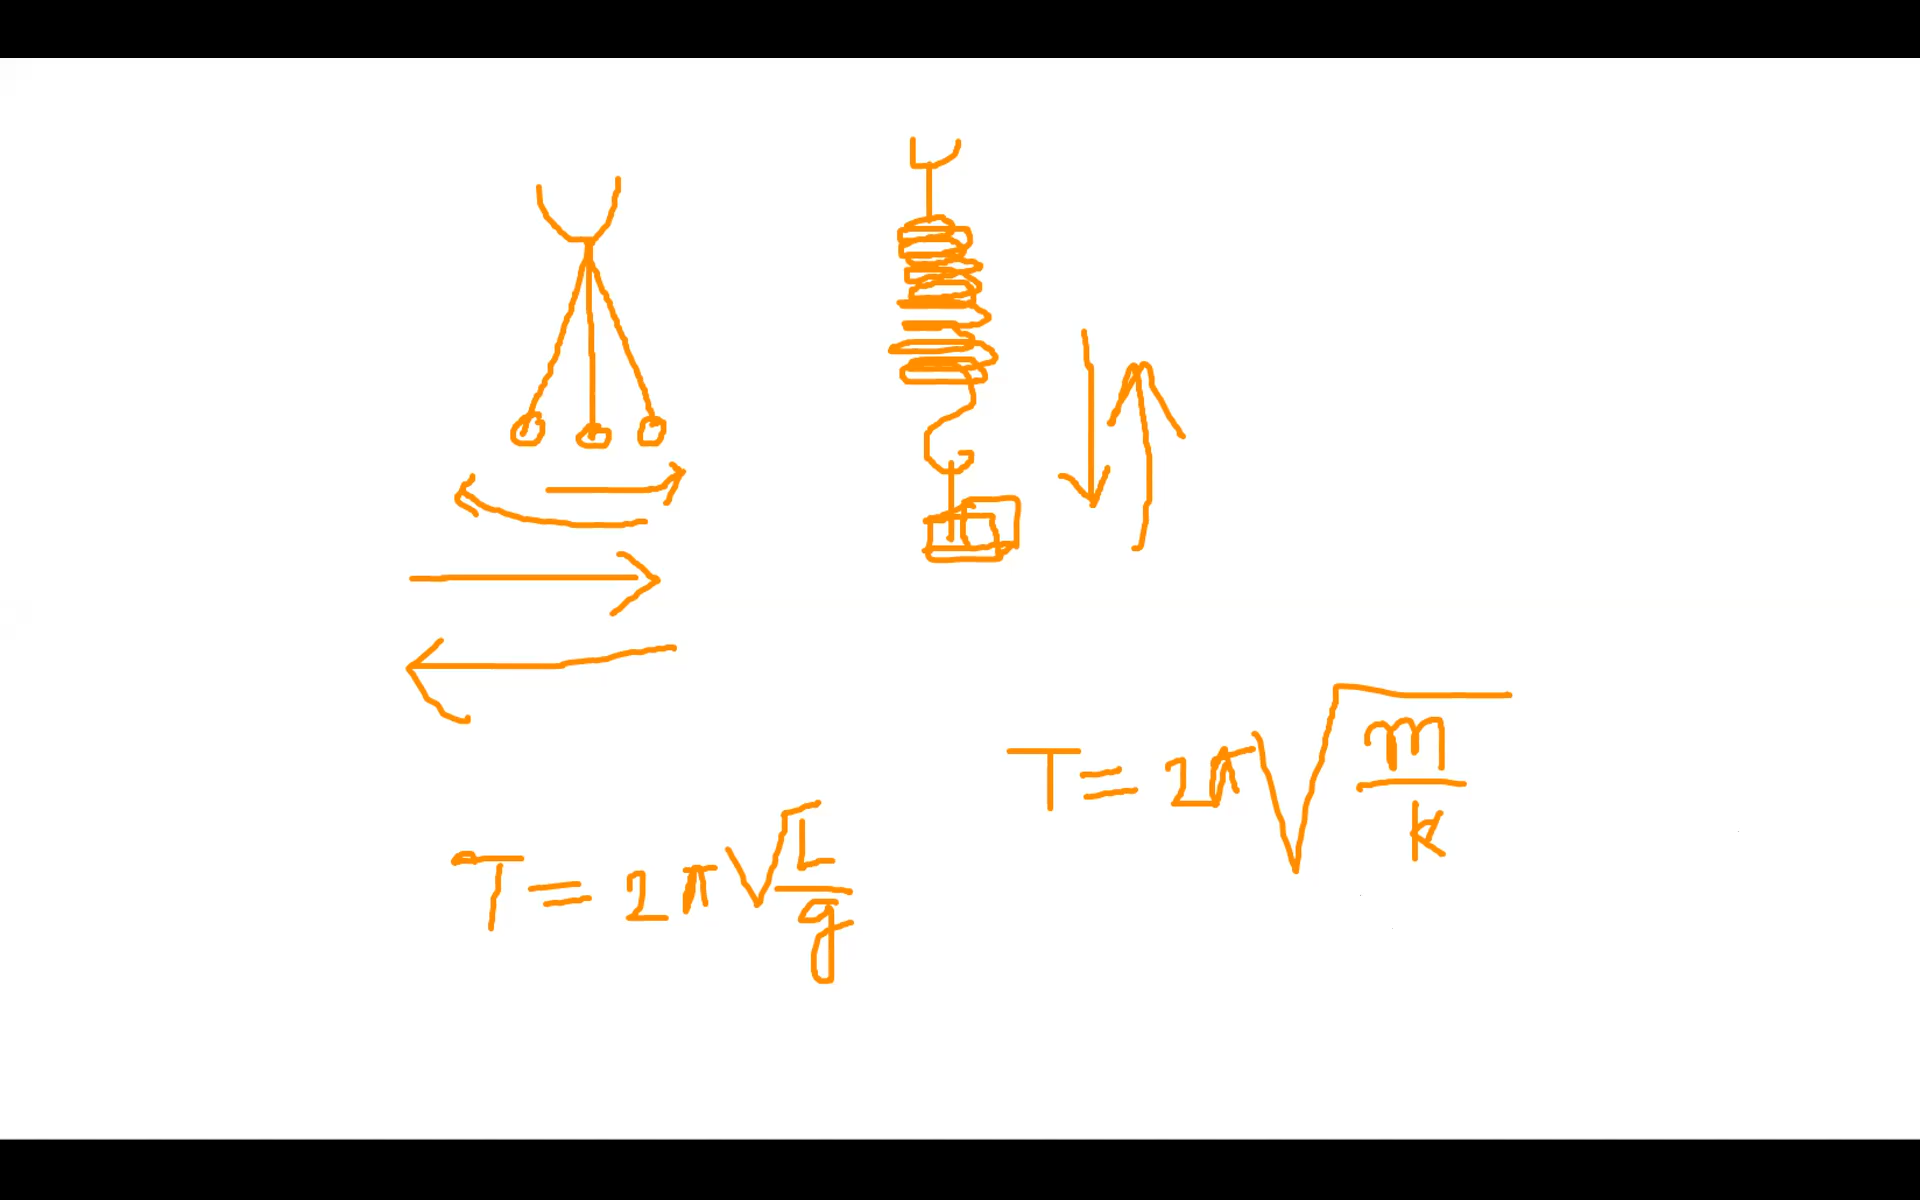 T = 2π√(L/g)
T = 2π√(m/k)